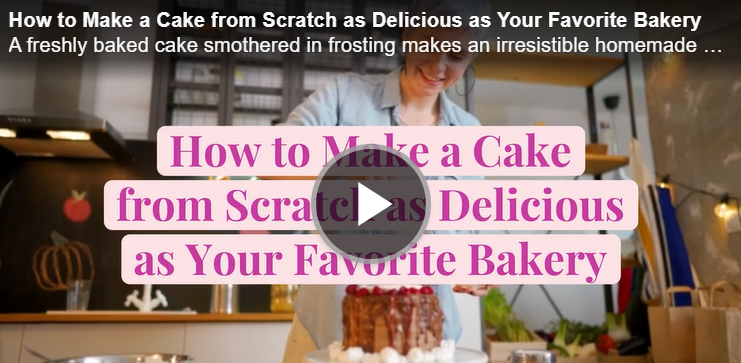 How to Make a Cake from Scratch as Delicious as Your Favorite Bakery
A freshly baked cake smothered in frosting makes an irresistible homemade …
How to Make a Cake
from Scratch as Delicious
as Your Favorite Bakery